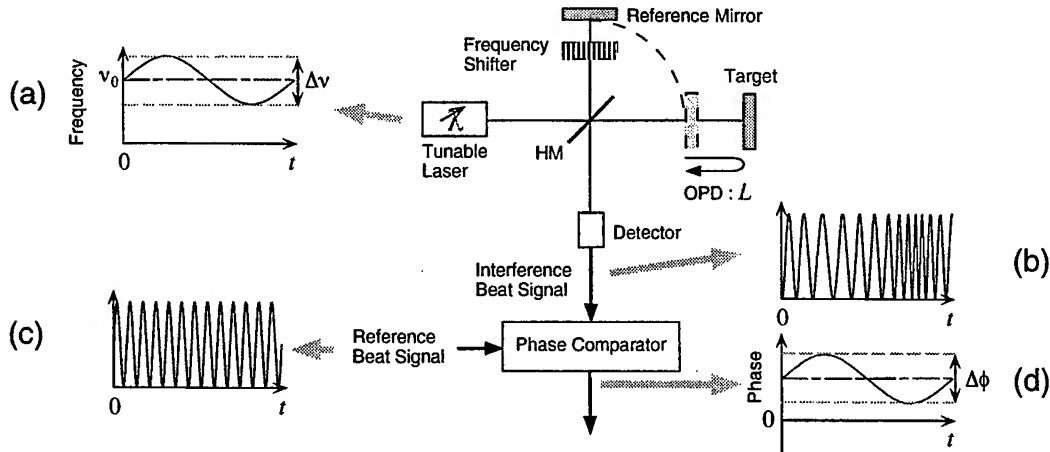 Reference Mirror
Frequency
Shifter
Target
(a)
Frequency
ν0
Δν
0
t
λ
Tunable
Laser
HM
OPD : L
Detector
Interference
Beat Signal
(b)
0
t
(c)
0
t
Reference
Beat Signal
Phase Comparator
(d)
Phase
Δφ
0
t